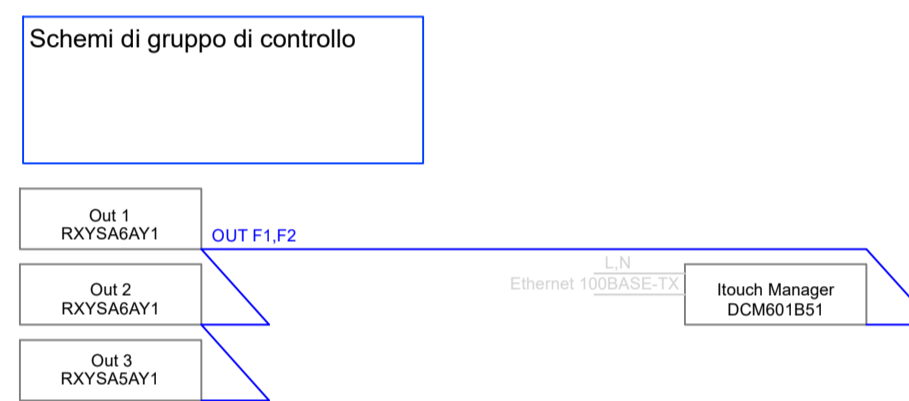 Schemi di gruppo di controllo
Out 1
RXYSA6AY1
OUT F1,F2
Out 2
RXYSA6AY1
L,N
Ethernet 100BASE-TX
Itouch Manager
DCM601B51
Out 3
RXYSA5AY1